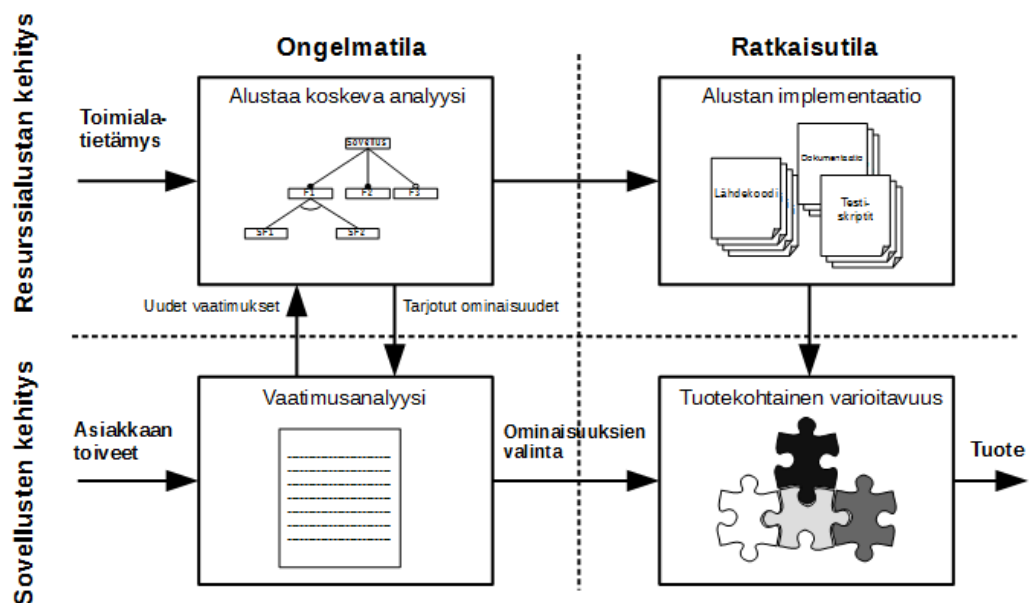 Ongelmatila
Ratkaisutila
Resurssialustan kehitys
Toimiala-
tietämys
Alustaa koskeva analyysi
Sovellus
F1
F2
F3
SF1
SF2
Alustan implementaatio
Dokumentaatio
Lähdekoodi
Testi-
skriptit
Uudet vaatimukset
Tarjotut ominaisuudet
Sovellusten kehitys
Asiakkaan
toiveet
Vaatimusanalyysi
Ominaisuuksien
valinta
Tuotekohtainen varioitavuus
Tuote